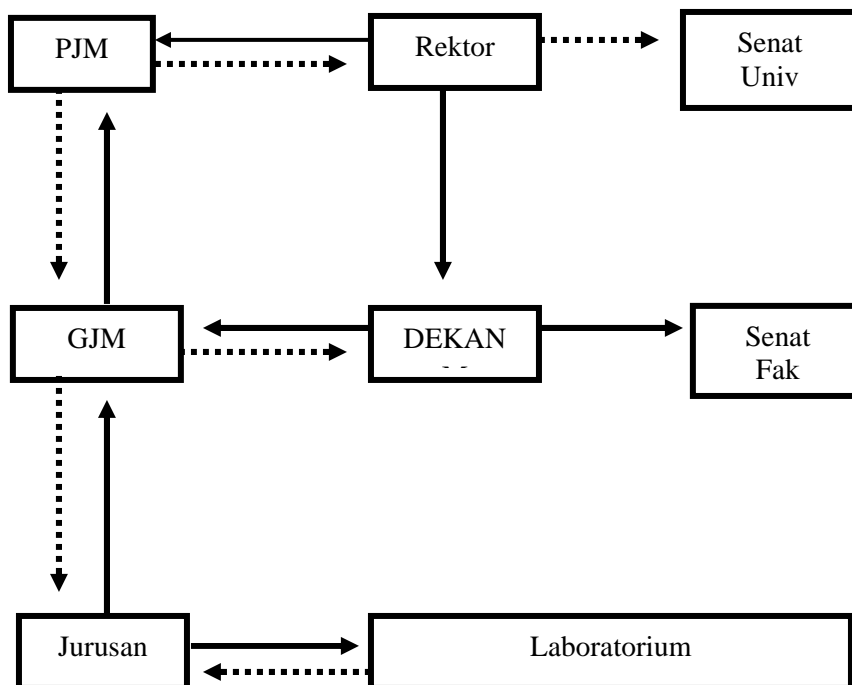 PJM
Rektor
Senat
Univ
GJM
DEKAN
Senat
Fak
Jurusan
Laboratorium